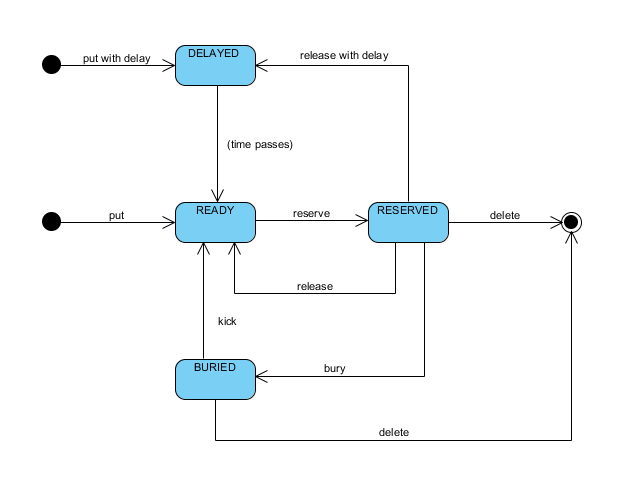 DELAYED
put with delay
release with delay
(time passes)
READY
RESERVED
put
reserve
delete
release
kick
BURIED
bury
delete